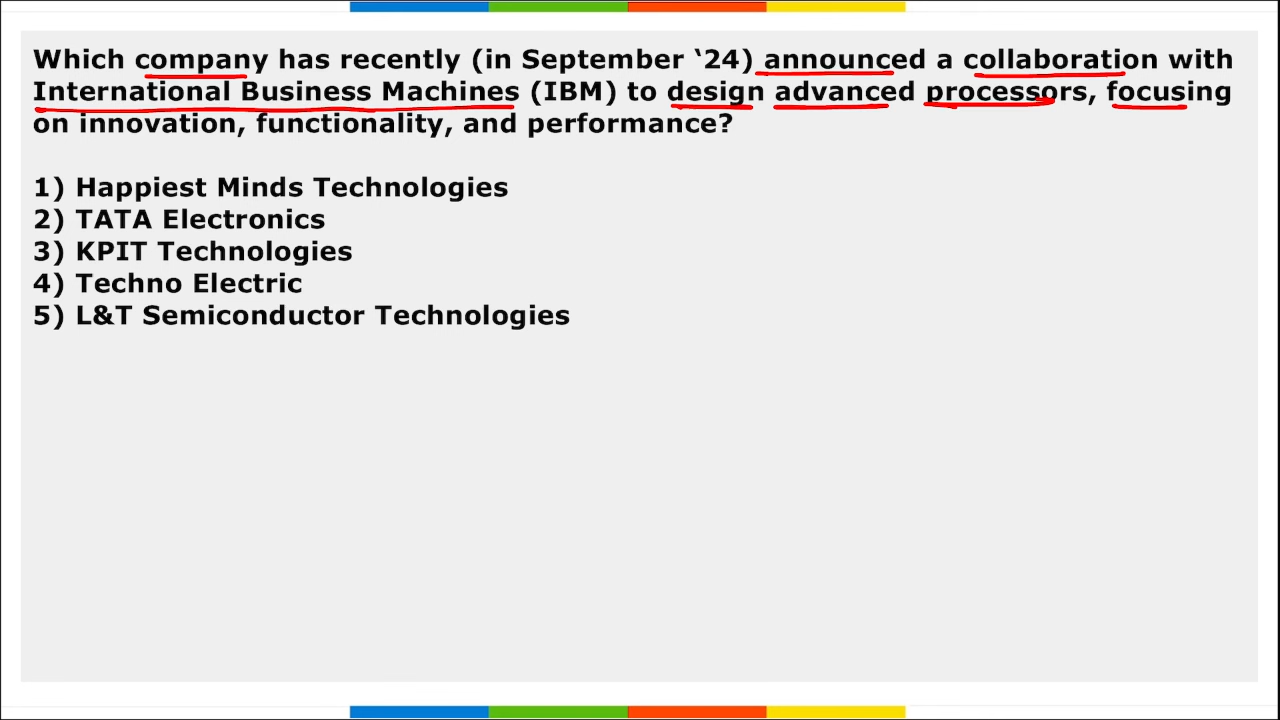 Which company has recently (in September ‘24) announced a collaboration with
International Business Machines (IBM) to design advanced processors, focusing
on innovation, functionality, and performance?
1) Happiest Minds Technologies
2) TATA Electronics
3) KPIT Technologies
4) Techno Electric
5) L&T Semiconductor Technologies